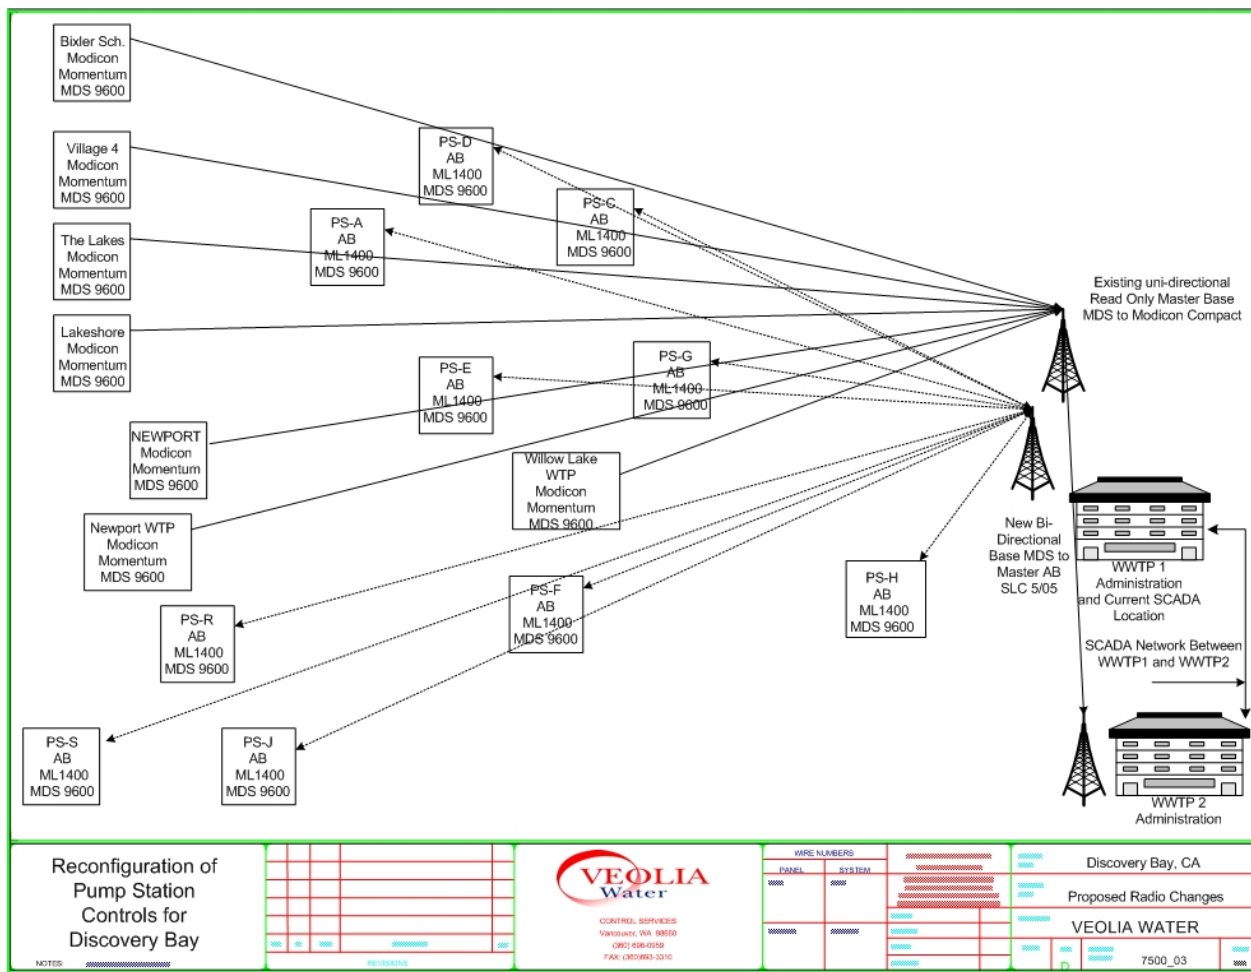 Bixler Sch.
Modicon
Momentum
MDS 9600
Village 4
Modicon
Momentum
MDS 9600
The Lakes
Modicon
Momentum
MDS 9600
Lakeshore
Modicon
Momentum
MDS 9600
PS-D
AB
ML1400
MDS 9600
PS-C
AB
ML1400
MDS 9600
PS-A
AB
ML1400
MDS 9600
PS-E
AB
ML1400
MDS 9600
PS-G
AB
ML1400
MDS 9600
NEWPORT
Modicon
Momentum
MDS 9600
Willow Lake
WTP
Modicon
Momentum
MDS 9600
Newport WTP
Modicon
Momentum
MDS 9600
PS-R
AB
ML1400
MDS 9600
PS-F
AB
ML1400
MDS 9600
PS-H
AB
ML1400
MDS 9600
PS-S
AB
ML1400
MDS 9600
PS-J
AB
ML1400
MDS 9600
Existing uni-directional
Read Only Master Base
MDS to Modicon Compact
New Bi-
Directional
Base MDS to
Master AB
SLC 5/05
WWTP 1
Administration
and Current SCADA
Location
SCADA Network Between
WWTP1 and WWTP2
WWTP 2
Administration
Reconfiguration of
Pump Station
Controls for
Discovery Bay
NOTES:
REVISIONS
VEOLIA
Water
CONTROL SERVICES
Vancouver, WA 98660
(360) 696-0959
FAX: (360)693-3310
WIRE NUMBERS
PANEL
SYSTEM
Discovery Bay, CA
Proposed Radio Changes
VEOLIA WATER
D
7500_03